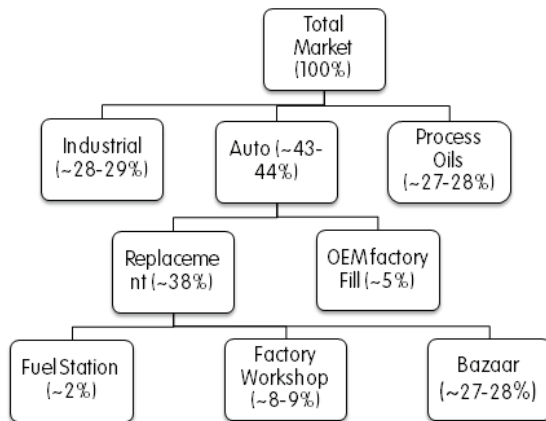 Total
Market
(100%)
Industrial
(~28-29%)
Auto (~43-
44%)
Process
Oils
(~27-28%)
Replaceme
nt (~38%)
OEM factory
Fill (~5%)
Fuel Station
(~2%)
Factory
Workshop
(~8-9%)
Bazaar
(~27-28%)